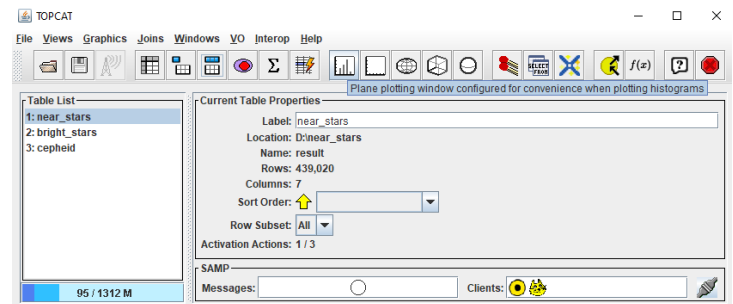 TOPCAT
File Views Graphics Joins Windows VO Interop Help
Σ SELECT FROM f(x) ?
Plane plotting window configured for convenience when plotting histograms
Table List
1: near_stars
2: bright_stars
3: cepheid
95 / 1312 M
Current Table Properties
Label: near_stars
Location: D:\near_stars
Name: result
Rows: 439,020
Columns: 7
Sort Order:
Row Subset: All
Activation Actions: 1 / 3
SAMP
Messages: Clients: